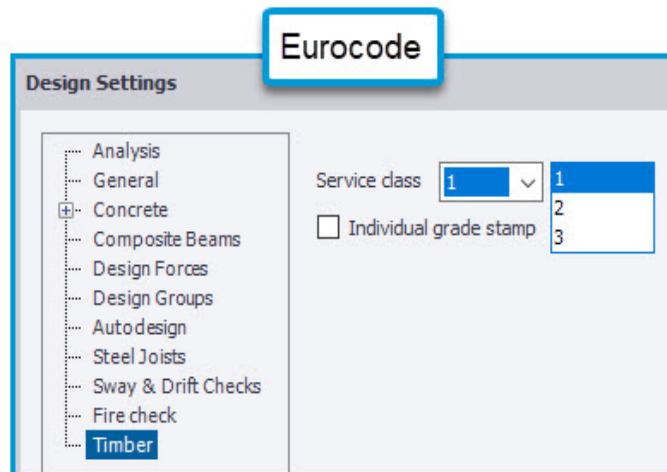 Eurocode
Design Settings
Analysis
General
Concrete
Composite Beams
Design Forces
Design Groups
Autodesign
Steel Joists
Sway & Drift Checks
Fire check
Timber
Service class 1
1
2
3
Individual grade stamp